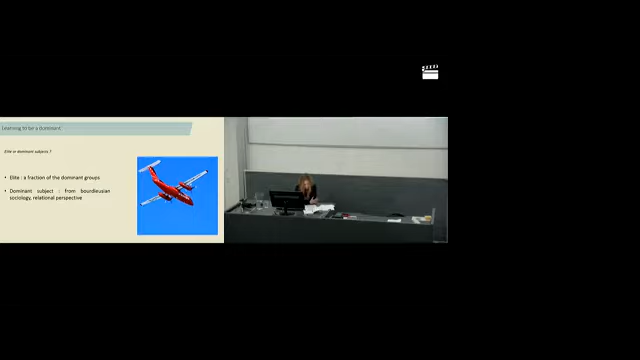 Learning to be a dominant
Elite or dominant subjects ?
• Elite : a fraction of the dominant groups
• Dominant subject : from bourdieusian
sociology, relational perspective